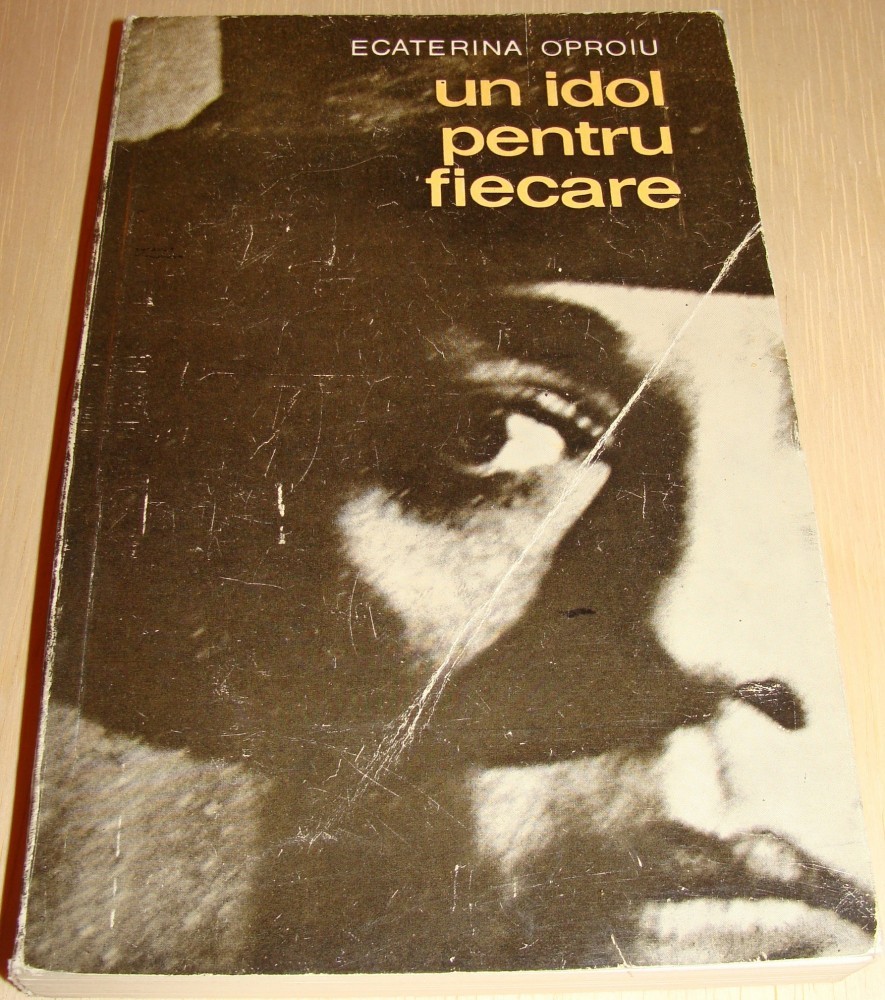 ECATERINA OPROIU
un idol
pentru
fiecare